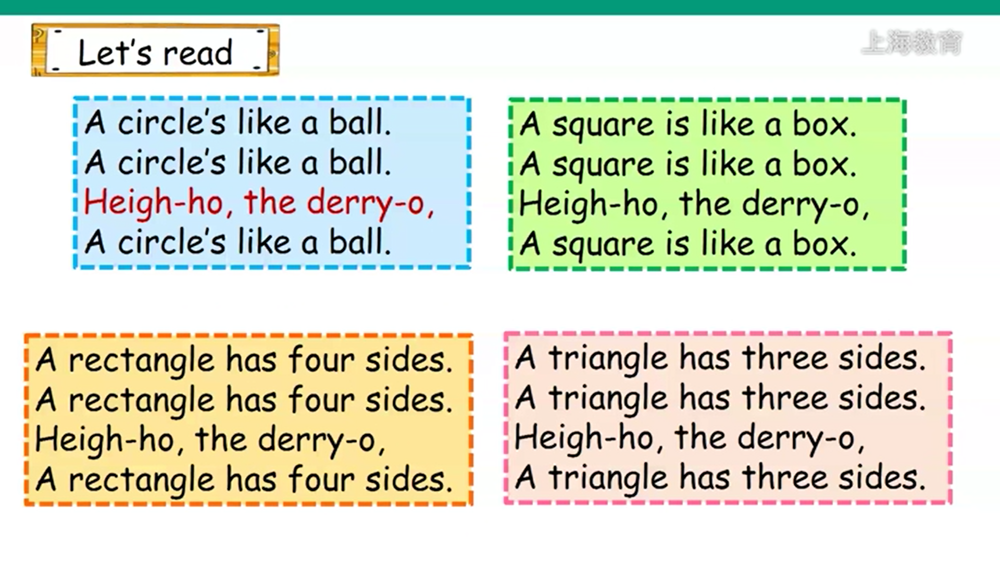 Let's read
上海教育
A circle's like a ball.
A circle's like a ball.
Heigh-ho, the derry-o,
A circle's like a ball.
A square is like a box.
A square is like a box.
Heigh-ho, the derry-o,
A square is like a box.
A rectangle has four sides.
A rectangle has four sides.
Heigh-ho, the derry-o,
A rectangle has four sides.
A triangle has three sides.
A triangle has three sides.
Heigh-ho, the derry-o,
A triangle has three sides.